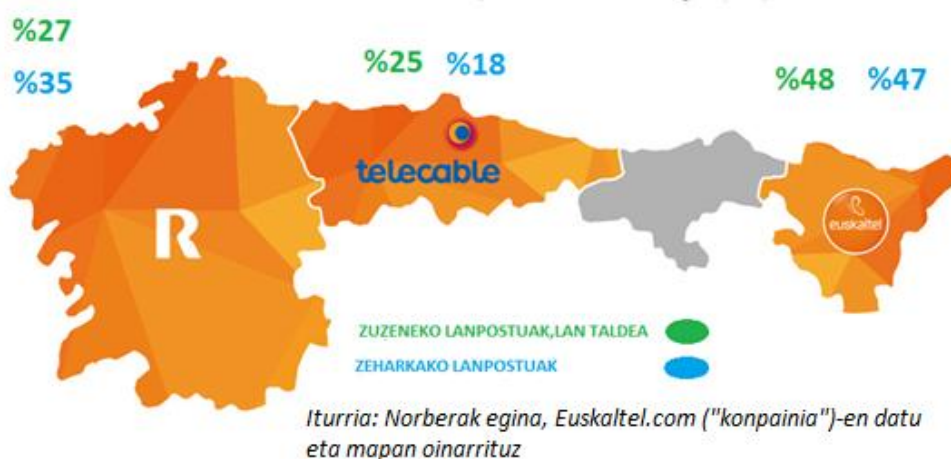 %27
%35
%25 %18
%48 %47
telecable
R
euskaltel
ZUZENEKO LANPOSTUAK,LAN TALDEA
ZEHARKAKO LANPOSTUAK
Iturria: Norberak egina, Euskaltel.com ("konpainia")-en datu
eta mapan oinarrituz